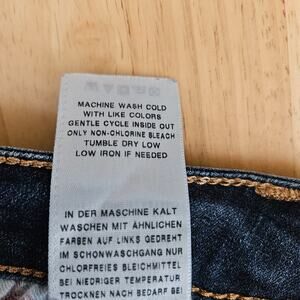 MACHINE WASH COLD
WITH LIKE COLORS
GENTLE CYCLE INSIDE OUT
ONLY NON-CHLORINE BLEACH
TUMBLE DRY LOW
LOW IRON IF NEEDED
IN DER MASCHINE KALT
WASCHEN MIT ÄHNLICHEN
FARBEN AUF LINKS GEDREHT
IM SCHONWASCHGANG NUR
CHLORFREIES BLEICHMITTEL
BEI NIEDRIGER TEMPERATUR
TROCKNEN NACH BEDARF BEI